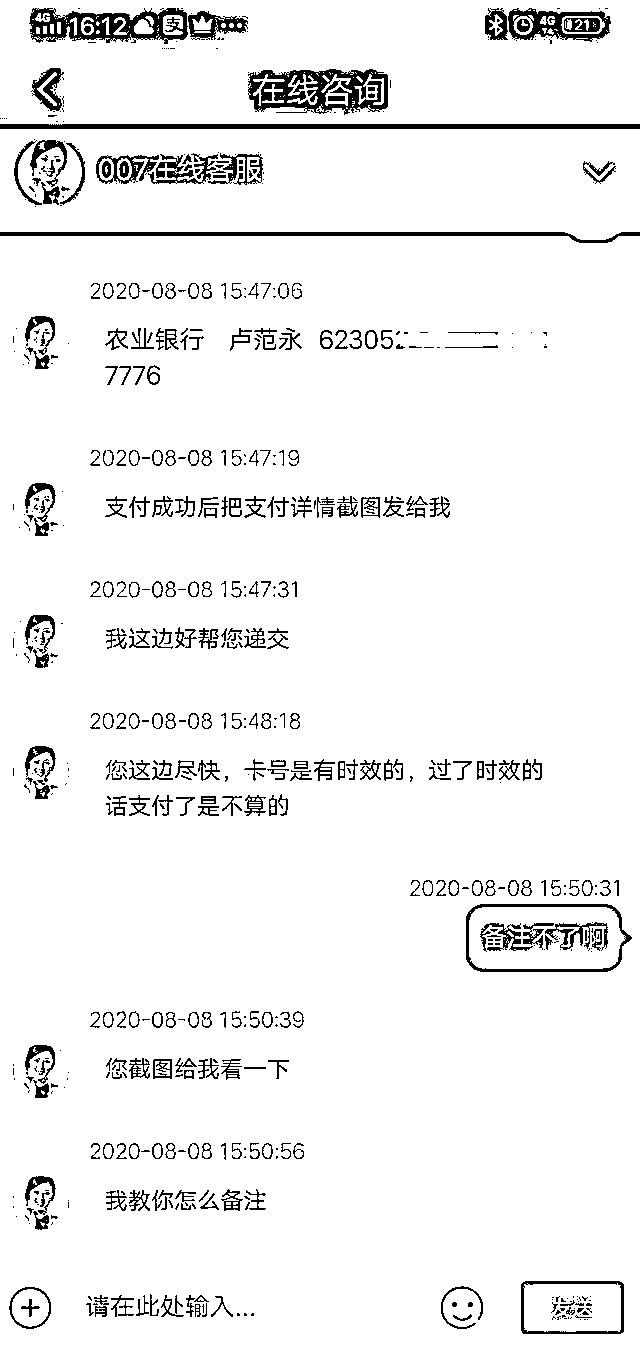 4G 16:12 支 4G 21
在线咨询
007在线客服
2020-08-08 15:47:06
农业银行 卢范永 62305
7776
2020-08-08 15:47:19
支付成功后把支付详情截图发给我
2020-08-08 15:47:31
我这边好帮您递交
2020-08-08 15:48:18
您这边尽快，卡号是有时效的，过了时效的
话支付了是不算的
2020-08-08 15:50:31
备注不了啊
2020-08-08 15:50:39
您截图给我看一下
2020-08-08 15:50:56
我教你怎么备注
请在此处输入...
发送